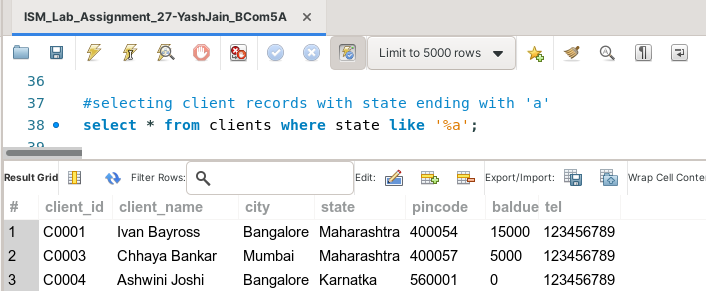 ISM_Lab_Assignment_27-YashJain_BCom5A ×
Limit to 5000 rows
36
37 #selecting client records with state ending with 'a'
38 select * from clients where state like '%a';
39
Result Grid Filter Rows: Edit: Export/Import: Wrap Cell Conte
# client_id client_name city state pincode baldue tel
1 C0001 Ivan Bayross Bangalore Maharashtra 400054 15000 123456789
2 C0003 Chhaya Bankar Mumbai Maharashtra 400057 5000 123456789
3 C0004 Ashwini Joshi Bangalore Karnatka 560001 0 123456789